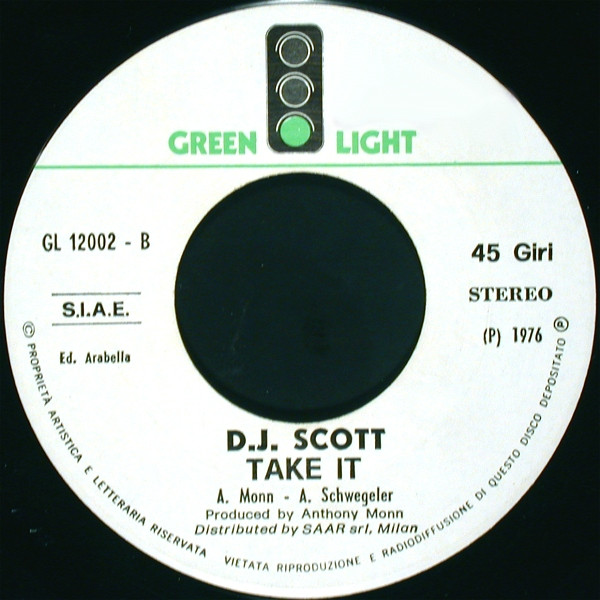 GREEN LIGHT
GL 12002 - B
45 Giri
S.I.A.E.
STEREO
Ed. Arabella
(P) 1976
D.J. SCOTT
TAKE IT
A. Monn - A. Schwegeler
Produced by Anthony Monn
Distributed by SAAR srl, Milan
© PROPRIETÀ ARTISTICA E LETTERARIA RISERVATA VIETATA RIPRODUZIONE E RADIODIFFUSIONE DI QUESTO DISCO DEPOSITATO ℗